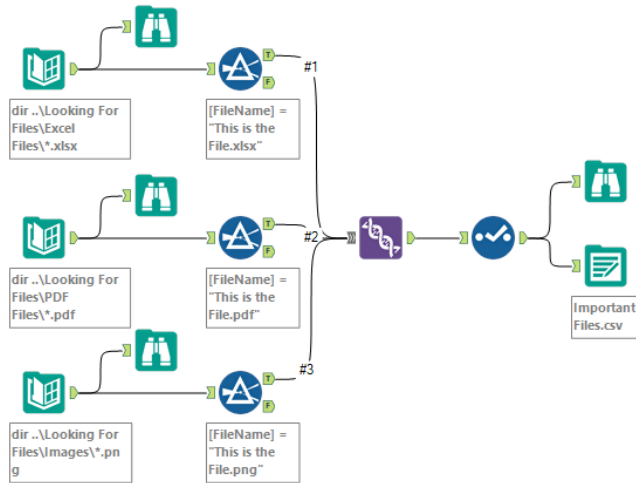 T
#1
F
dir ..\Looking For
Files\Excel
Files\*.xlsx
[FileName] =
"This is the
File.xlsx"
T
#2
F
dir ..\Looking For
Files\PDF
Files\*.pdf
[FileName] =
"This is the
File.pdf"
Important
Files.csv
T
#3
F
dir ..\Looking For
Files\Images\*.pn
g
[FileName] =
"This is the
File.png"